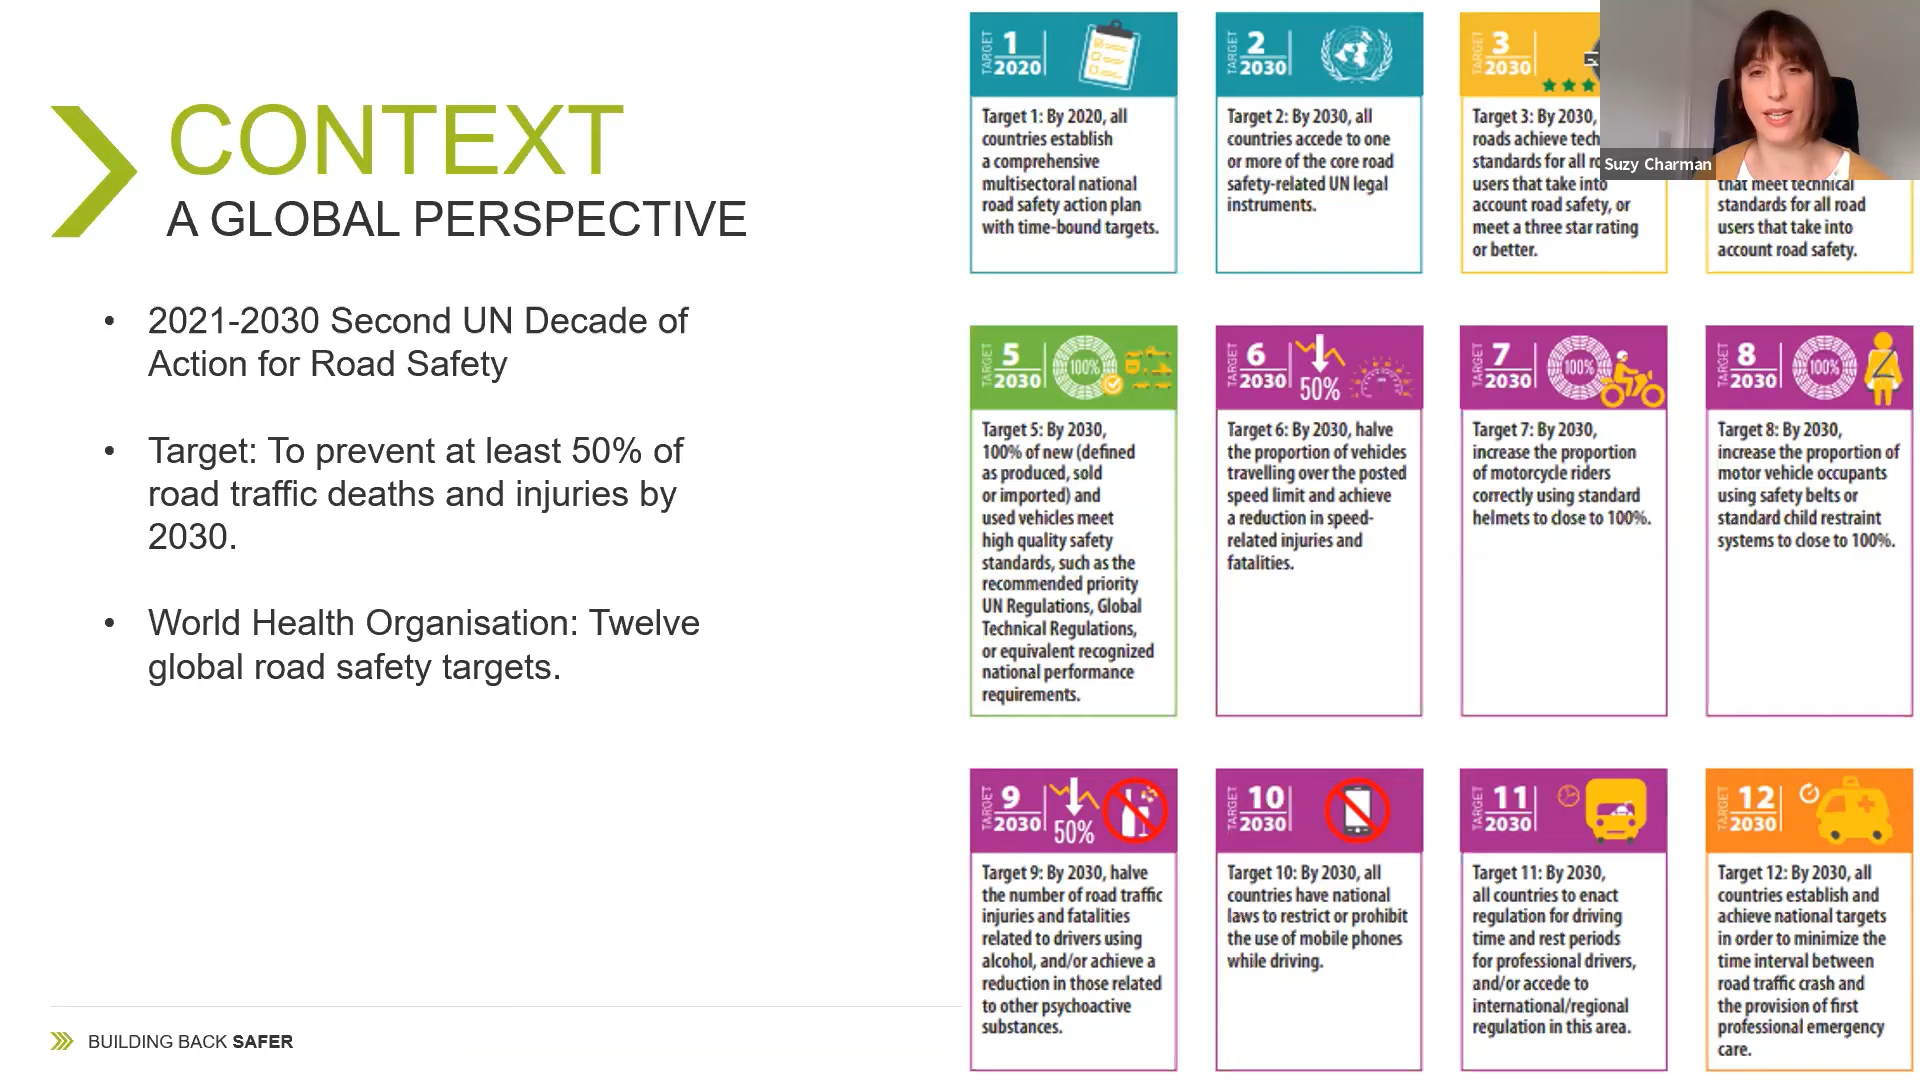 CONTEXT
A GLOBAL PERSPECTIVE
• 2021-2030 Second UN Decade of
Action for Road Safety
• Target: To prevent at least 50% of
road traffic deaths and injuries by
2030.
• World Health Organisation: Twelve
global road safety targets.
BUILDING BACK SAFER
TARGET 1
2020
Target 1: By 2020, all
countries establish
a comprehensive
multisectoral national
road safety action plan
with time-bound targets.
TARGET 2
2030
Target 2: By 2030, all
countries accede to one
or more of the core road
safety-related UN legal
instruments.
TARGET 3
2030
Target 3: By 2030,
roads achieve
standards for all
users that take into
account road safety, or
meet a three star rating
or better.
Suzy Charman
that meet technical
standards for all road
users that take into
account road safety.
TARGET 5
2030
100%
Target 5: By 2030,
100% of new (defined
as produced, sold
or imported) and
used vehicles meet
high quality safety
standards, such as the
recommended priority
UN Regulations, Global
Technical Regulations,
or equivalent recognized
national performance
requirements.
TARGET 6
2030
50%
Target 6: By 2030, halve
the proportion of vehicles
travelling over the posted
speed limit and achieve
a reduction in speed-
related injuries and
fatalities.
TARGET 7
2030
100%
Target 7: By 2030,
increase the proportion
of motorcycle riders
correctly using standard
helmets to close to 100%.
TARGET 8
2030
100%
Target 8: By 2030,
increase the proportion of
motor vehicle occupants
using safety belts or
standard child restraint
systems to close to 100%.
TARGET 9
2030
50%
Target 9: By 2030, halve
the number of road traffic
injuries and fatalities
related to drivers using
alcohol, and/or achieve a
reduction in those related
to other psychoactive
substances.
TARGET 10
2030
Target 10: By 2030, all
countries have national
laws to restrict or prohibit
the use of mobile phones
while driving.
TARGET 11
2030
Target 11: By 2030,
all countries to enact
regulation for driving
time and rest periods
for professional drivers,
and/or accede to
international/regional
regulation in this area.
TARGET 12
2030
Target 12: By 2030, all
countries establish and
achieve national targets
in order to minimize the
time interval between
road traffic crash and
the provision of first
professional emergency
care.